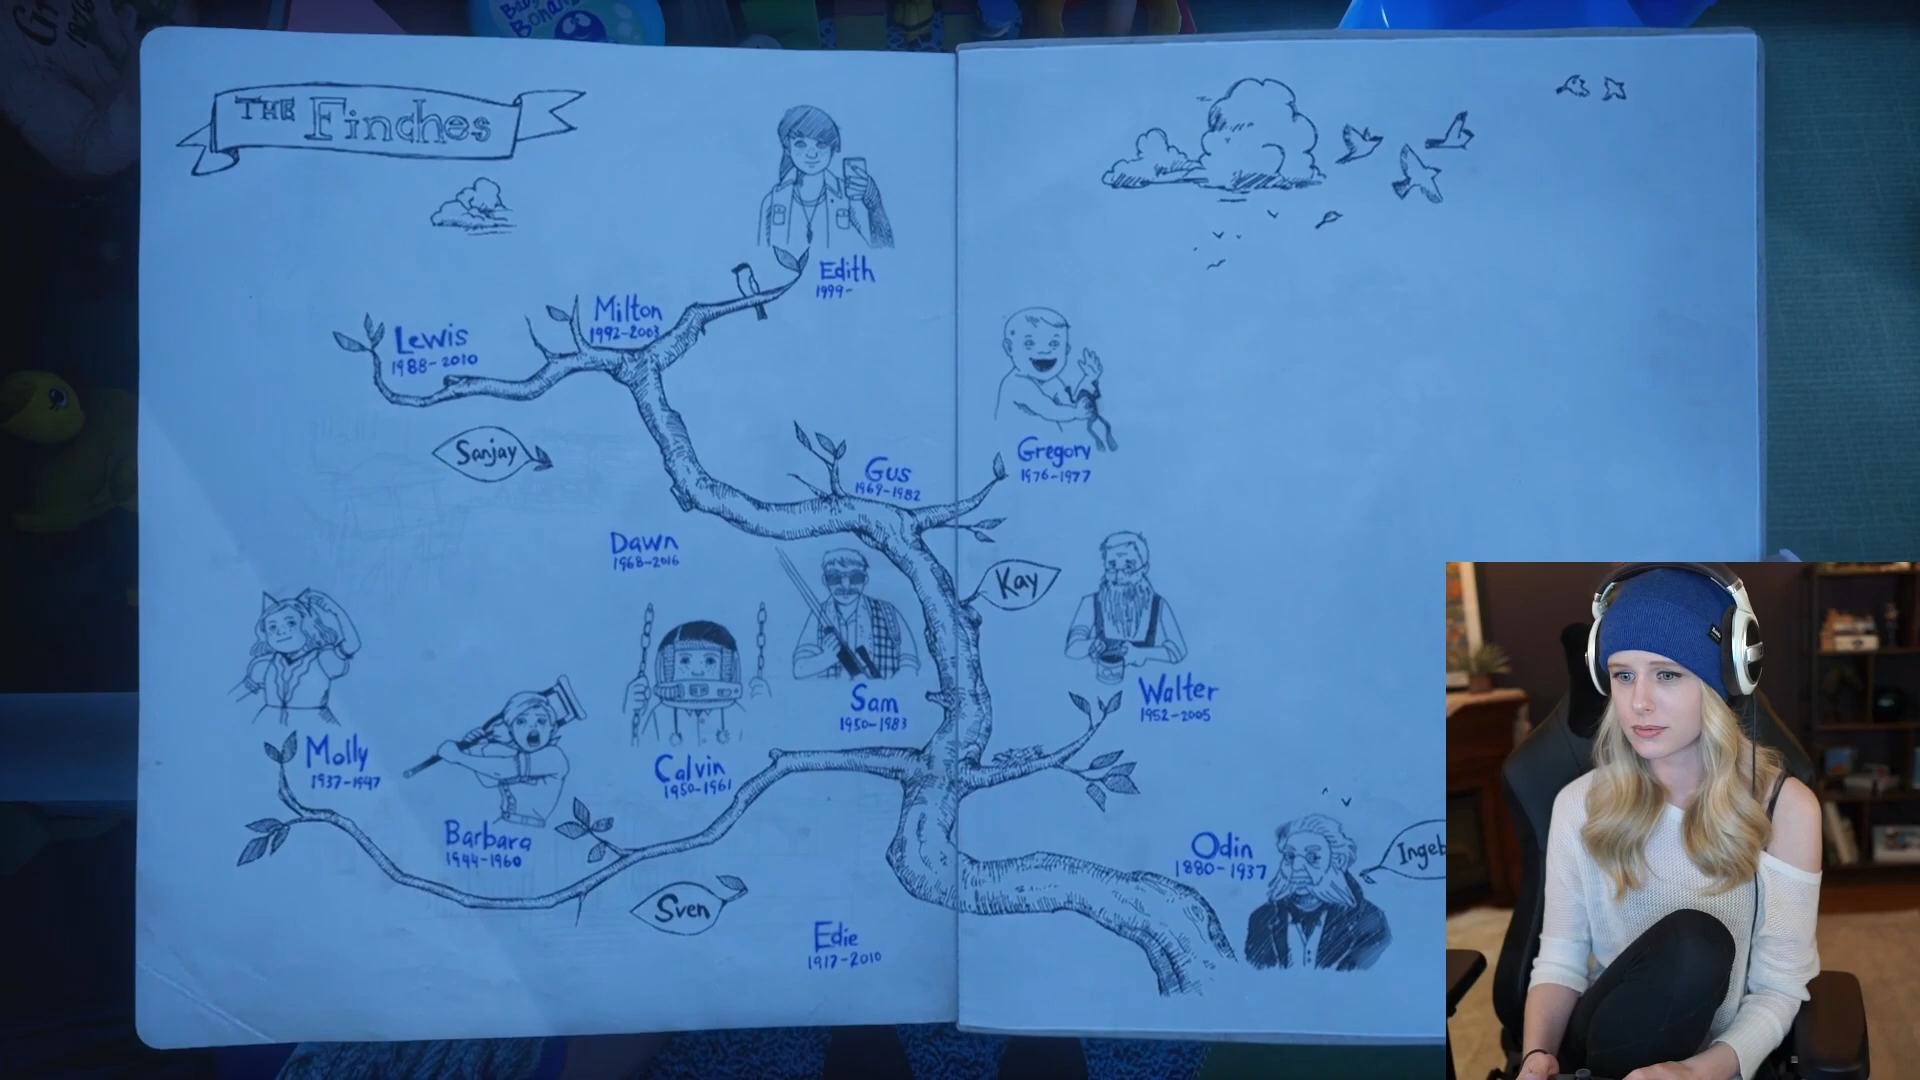 THE Finches
Edith
1999-
Milton
1992-2003
Lewis
1988-2010
Sanjay
Gregory
1976-1977
Gus
1969-1982
Dawn
1968-2016
Kay
Sam
1950-1983
Walter
1952-2005
Molly
1937-1947
Calvin
1950-1961
Barbara
1944-1960
Sven
Odin
1880-1937
Ingeb
Edie
1917-2010